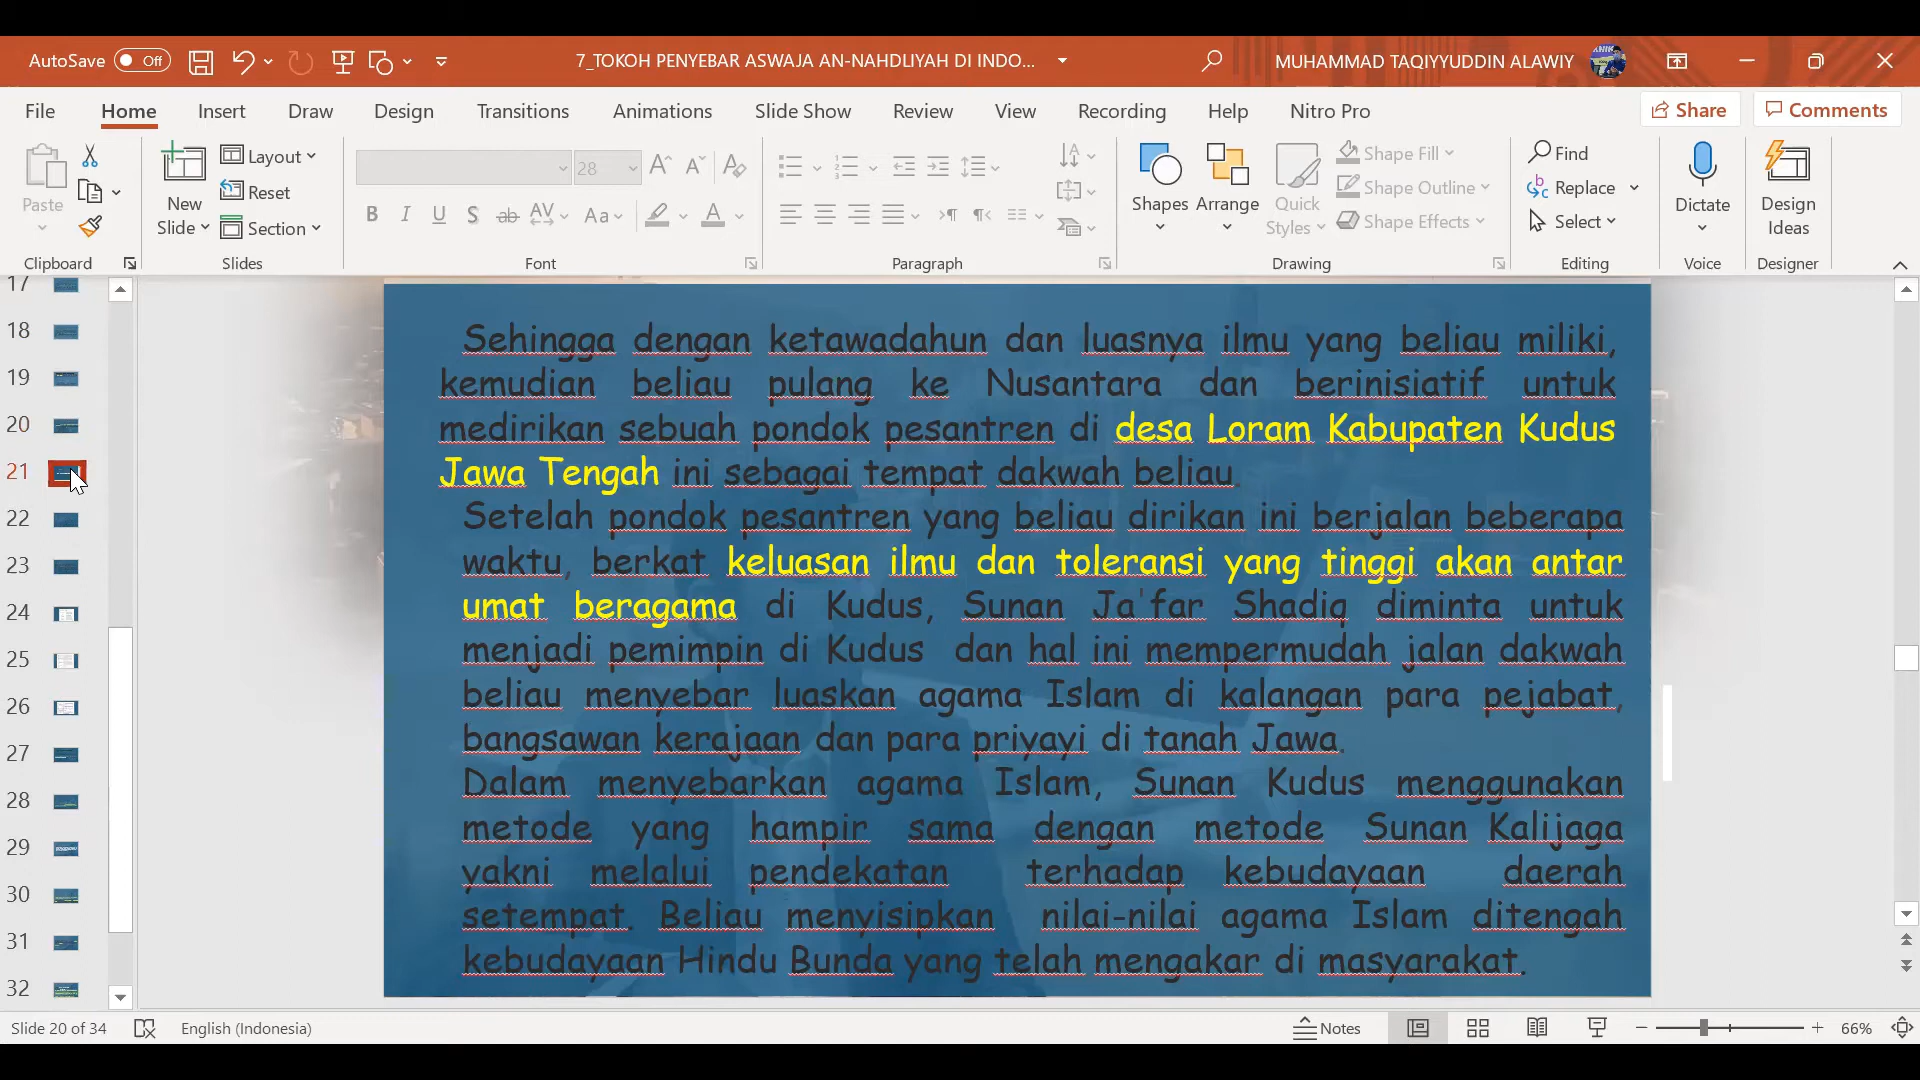 AutoSave Off 7_TOKOH PENYEBAR ASWAJA AN-NAHDLIYAH DI INDO... MUHAMMAD TAQIYYUDDIN ALAWIY
File Home Insert Draw Design Transitions Animations Slide Show Review View Recording Help Nitro Pro Share Comments
Paste
Clipboard
New Slide
Layout
Reset
Section
Slides
28
Font
Paragraph
Shapes
Arrange
Quick Styles
Shape Fill
Shape Outline
Shape Effects
Drawing
Find
Replace
Select
Editing
Dictate
Voice
Design Ideas
Designer
17
18
19
20
21
22
23
24
25
26
27
28
29
30
31
32
Sehingga dengan ketawadahun dan luasnya ilmu yang beliau miliki,
kemudian beliau pulang ke Nusantara dan berinisiatif untuk
medirikan sebuah pondok pesantren di desa Loram Kabupaten Kudus
Jawa Tengah ini sebagai tempat dakwah beliau.
Setelah pondok pesantren yang beliau dirikan ini berjalan beberapa
waktu, berkat keluasan ilmu dan toleransi yang tinggi akan antar
umat beragama di Kudus, Sunan Ja'far Shadiq diminta untuk
menjadi pemimpin di Kudus dan hal ini mempermudah jalan dakwah
beliau menyebar luaskan agama Islam di kalangan para pejabat,
bangsawan kerajaan dan para priyayi di tanah Jawa.
Dalam menyebarkan agama Islam, Sunan Kudus menggunakan
metode yang hampir sama dengan metode Sunan Kalijaga
yakni melalui pendekatan terhadap kebudayaan daerah
setempat. Beliau menyisipkan nilai-nilai agama Islam ditengah
kebudayaan Hindu Bunda yang telah mengakar di masyarakat.
Slide 20 of 34 English (Indonesia) Notes 66%